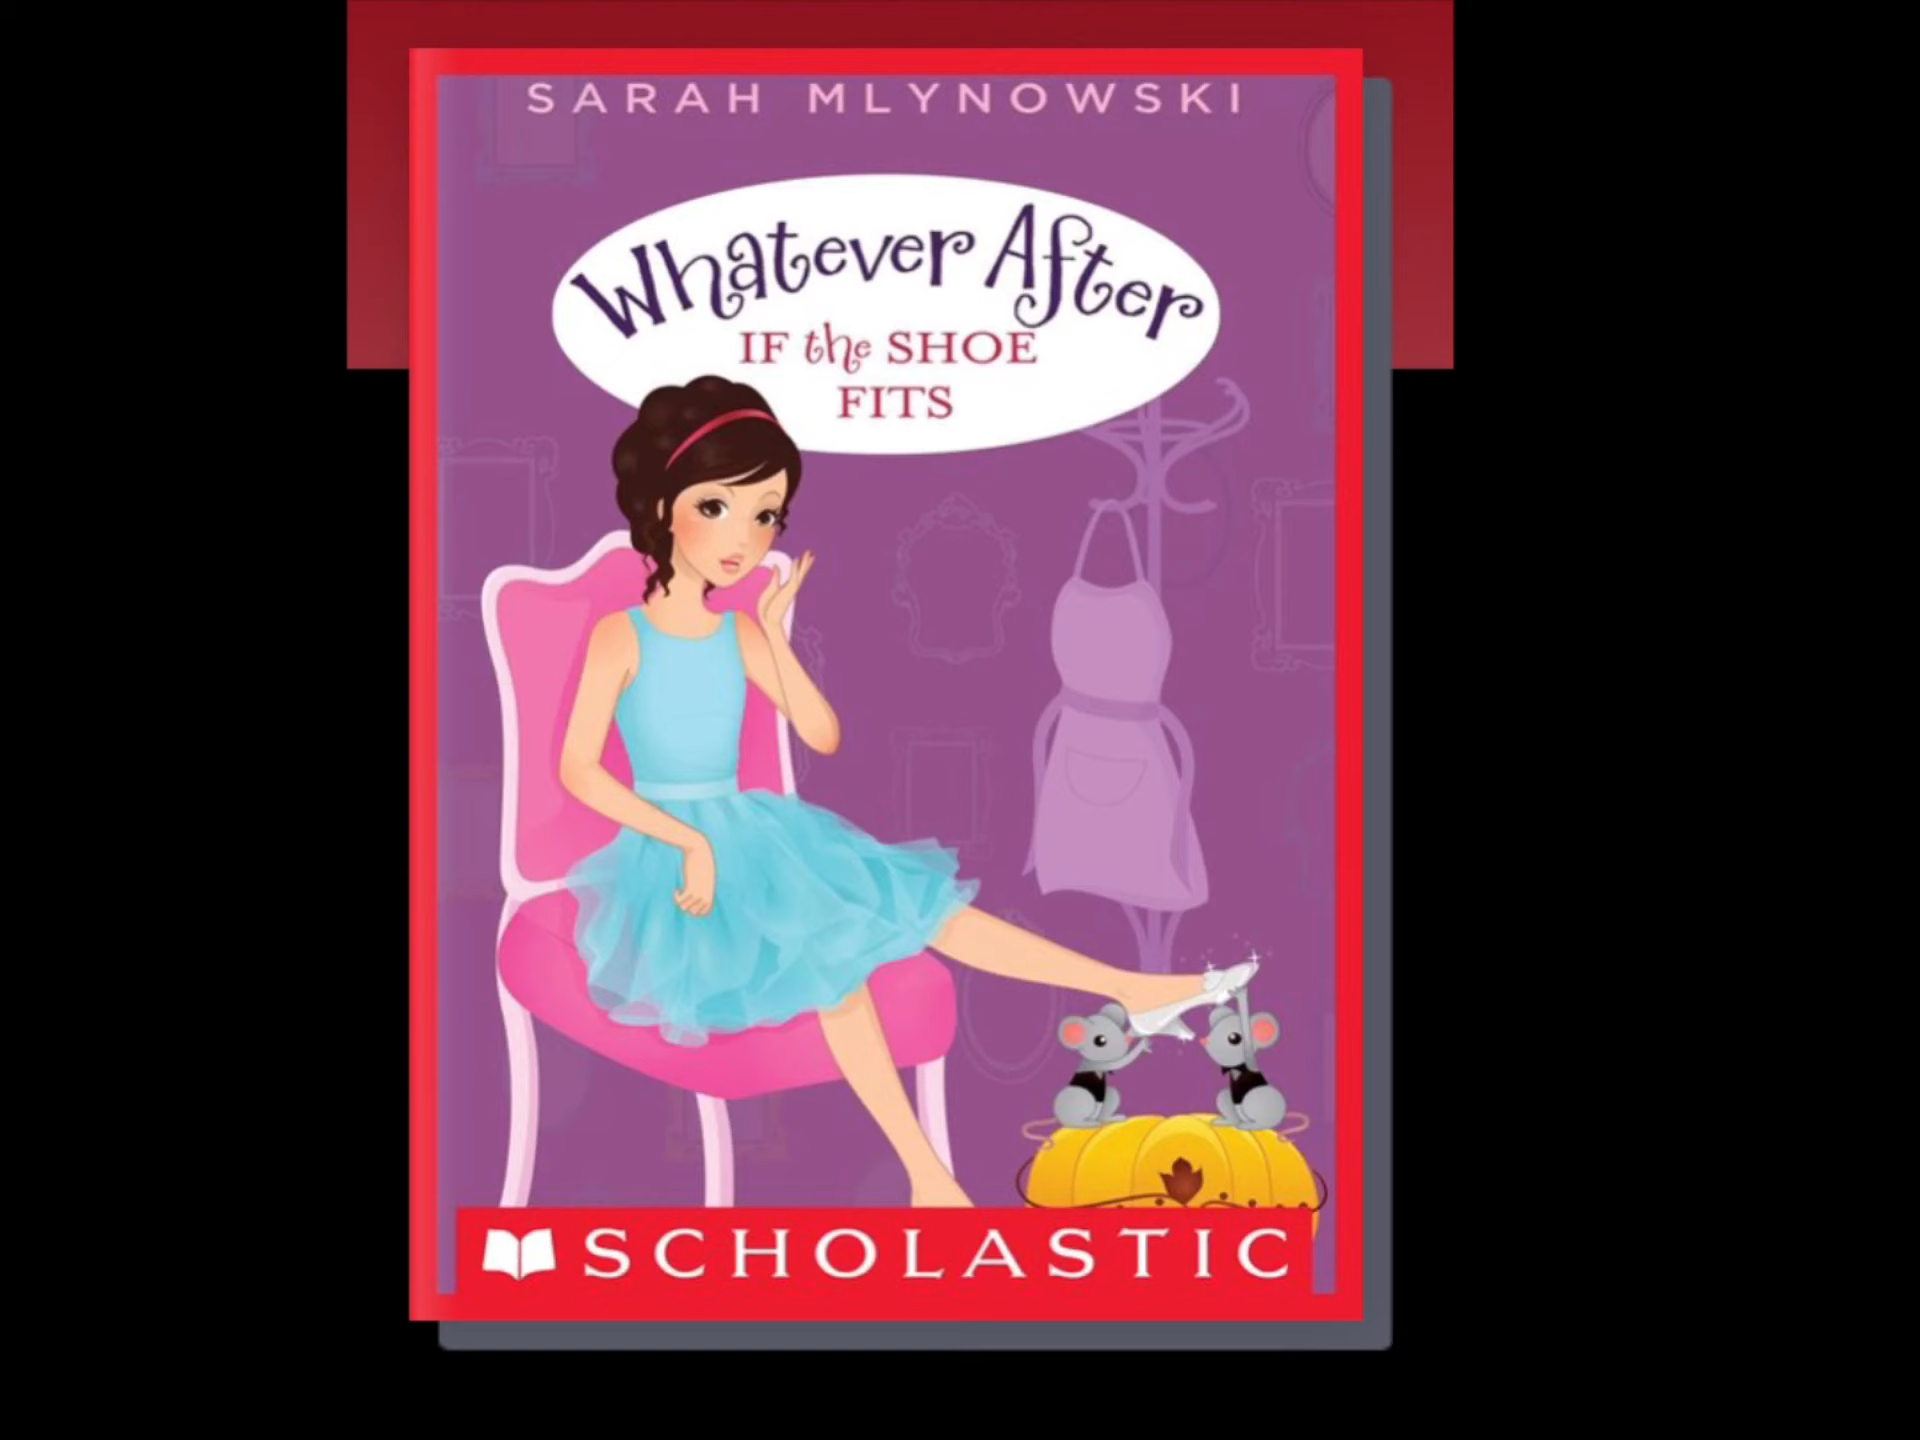 SARAH MLYNOWSKI
Whatever After
IF the SHOE
FITS
SCHOLASTIC